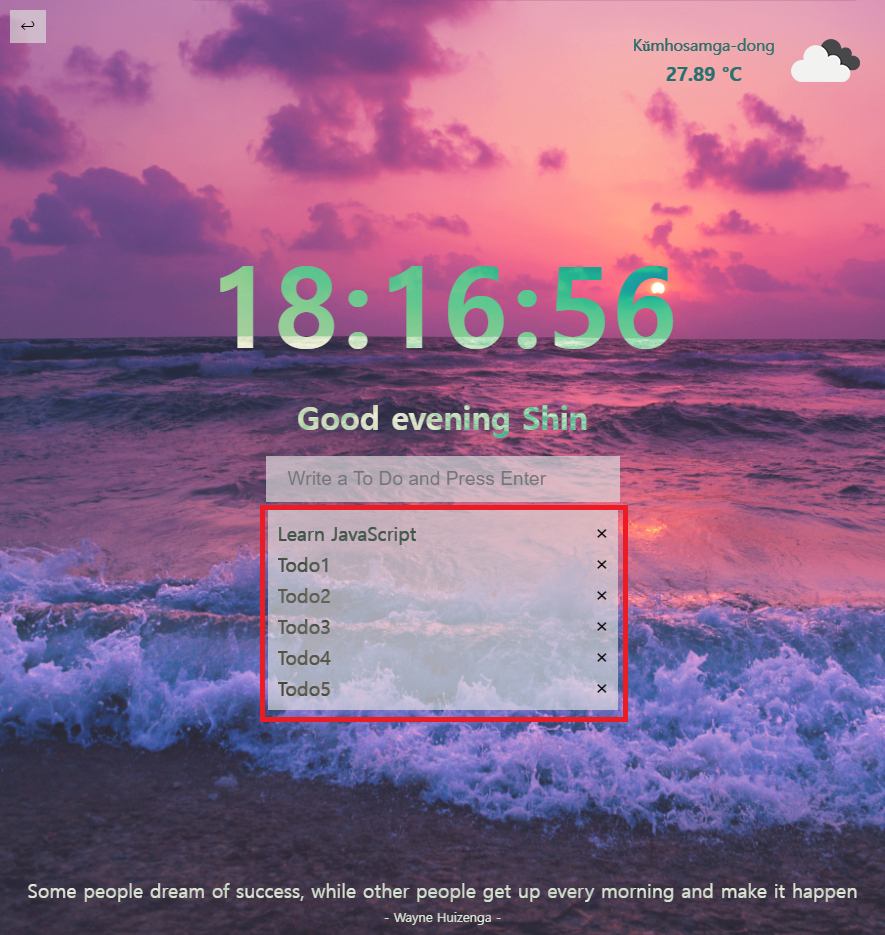 ↩
Kŭmhosamga-dong
27.89 °C
18:16:56
Good evening Shin
Write a To Do and Press Enter
Learn JavaScript ×
Todo1 ×
Todo2 ×
Todo3 ×
Todo4 ×
Todo5 ×
Some people dream of success, while other people get up every morning and make it happen
- Wayne Huizenga -